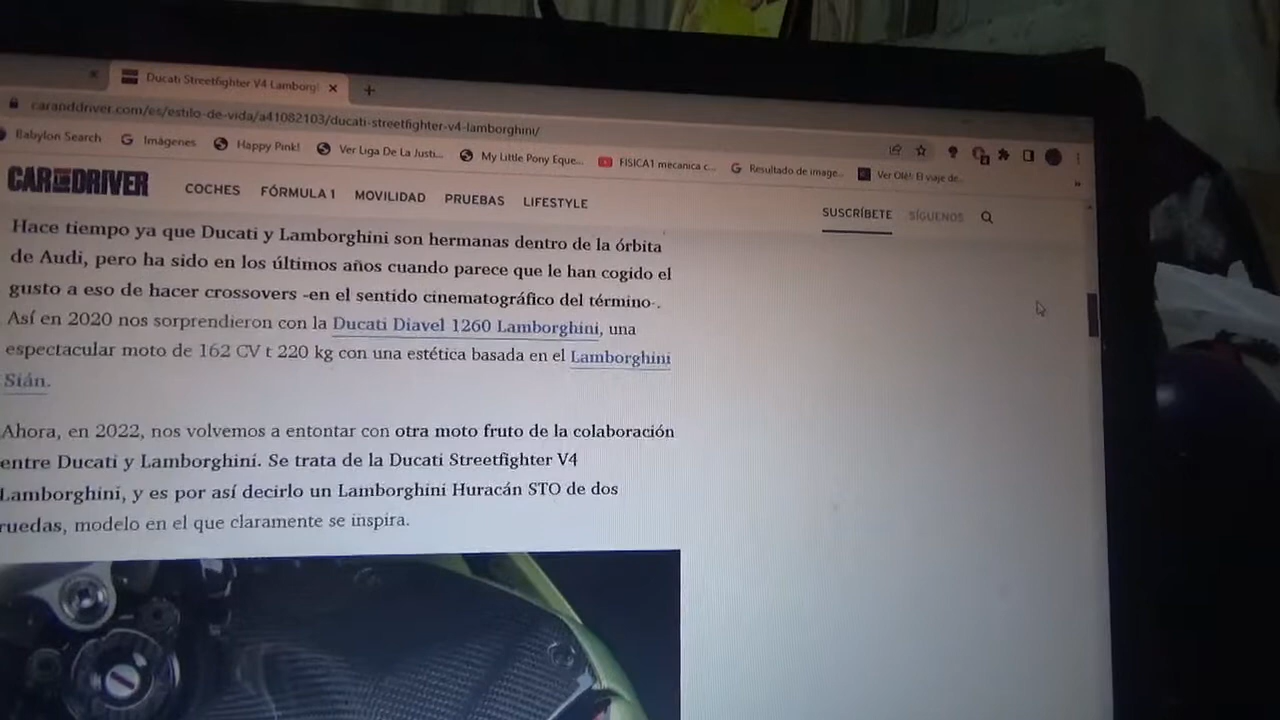 Ducati Streetfighter V4 Lamborg
caranddriver.com/es/estilo-de-vida/a41082103/ducati-streetfighter-v4-lamborghini/
Babylon Search Imágenes Happy Pink! Ver Liga De La Justi... My Little Pony Eque... FISICA1 mecanica c... Resultado de image... Ver Olé!: El viaje de...
CAR AND DRIVER COCHES FÓRMULA 1 MOVILIDAD PRUEBAS LIFESTYLE SUSCRÍBETE SÍGUENOS
Hace tiempo ya que Ducati y Lamborghini son hermanas dentro de la órbita
de Audi, pero ha sido en los últimos años cuando parece que le han cogido el
gusto a eso de hacer crossovers -en el sentido cinematográfico del término-.
Así en 2020 nos sorprendieron con la Ducati Diavel 1260 Lamborghini, una
espectacular moto de 162 CV t 220 kg con una estética basada en el Lamborghini
Sián.
Ahora, en 2022, nos volvemos a entontar con otra moto fruto de la colaboración
entre Ducati y Lamborghini. Se trata de la Ducati Streetfighter V4
Lamborghini, y es por así decirlo un Lamborghini Huracán STO de dos
ruedas, modelo en el que claramente se inspira.